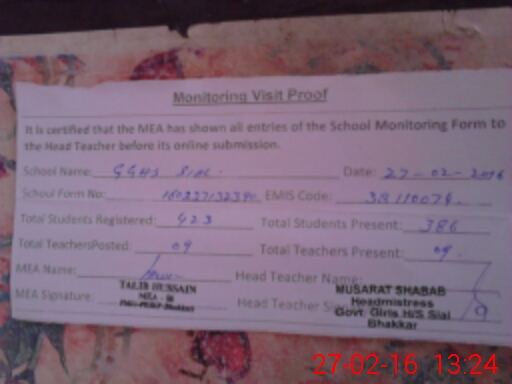 Monitoring Visit Proof
It is certified that the MEA has shown all entries of the School Monitoring Form to
the Head Teacher before its online submission.
School Name: GGHS Sial. Date: 27-02-2016
School Form No: EMIS Code: 38110079.
Total Students Registered: 423 Total Students Present: 386
Total TeachersPosted: 09 Total Teachers Present: 09.
MEA Name: Head Teacher Name:
MEA Signature: TALIB HUSSAIN Head Teacher MUSARAT SHABAB
MEA - Headmistress
Govt. Girls H/S Sial
Bhakkar
27-02-16 13:24